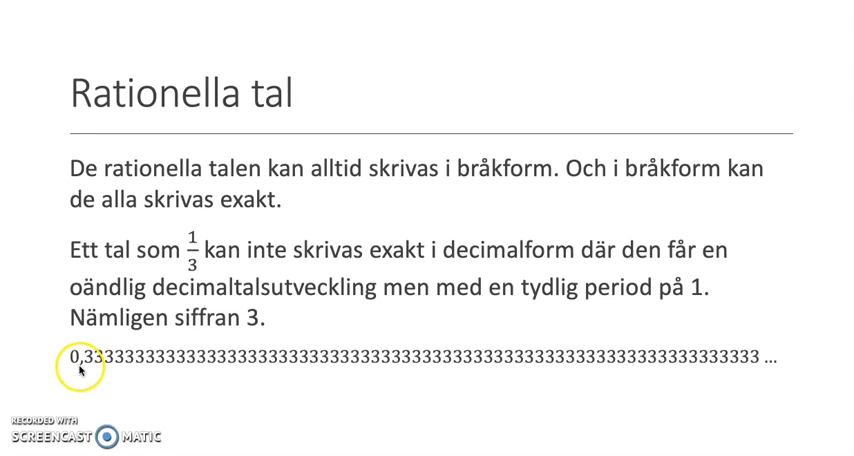 Rationella tal
De rationella talen kan alltid skrivas i bråkform. Och i bråkform kan
de alla skrivas exakt.
Ett tal som 1/3 kan inte skrivas exakt i decimalform där den får en
oändlig decimaltalsutveckling men med en tydlig period på 1.
Nämligen siffran 3.
0,333333333333333333333333333333333333333333333333333333333333333333 ...
RECORDED WITH
SCREENCAST MATIC